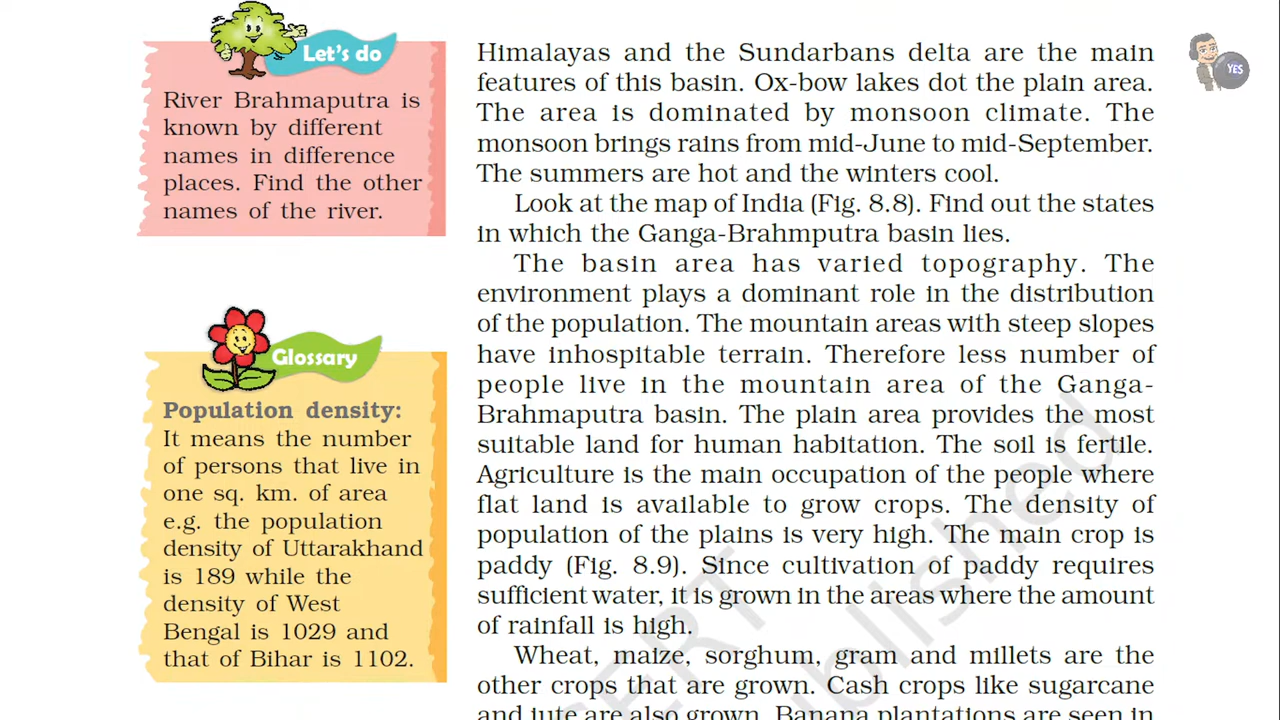 Let's do
River Brahmaputra is
known by different
names in difference
places. Find the other
names of the river.
Glossary
Population density:
It means the number
of persons that live in
one sq. km. of area
e.g. the population
density of Uttarakhand
is 189 while the
density of West
Bengal is 1029 and
that of Bihar is 1102.
Himalayas and the Sundarbans delta are the main
features of this basin. Ox-bow lakes dot the plain area.
The area is dominated by monsoon climate. The
monsoon brings rains from mid-June to mid-September.
The summers are hot and the winters cool.
Look at the map of India (Fig. 8.8). Find out the states
in which the Ganga-Brahmputra basin lies.
The basin area has varied topography. The
environment plays a dominant role in the distribution
of the population. The mountain areas with steep slopes
have inhospitable terrain. Therefore less number of
people live in the mountain area of the Ganga-
Brahmaputra basin. The plain area provides the most
suitable land for human habitation. The soil is fertile.
Agriculture is the main occupation of the people where
flat land is available to grow crops. The density of
population of the plains is very high. The main crop is
paddy (Fig. 8.9). Since cultivation of paddy requires
sufficient water, it is grown in the areas where the amount
of rainfall is high.
Wheat, maize, sorghum, gram and millets are the
other crops that are grown. Cash crops like sugarcane
and jute are also grown. Banana plantations are seen in
YES